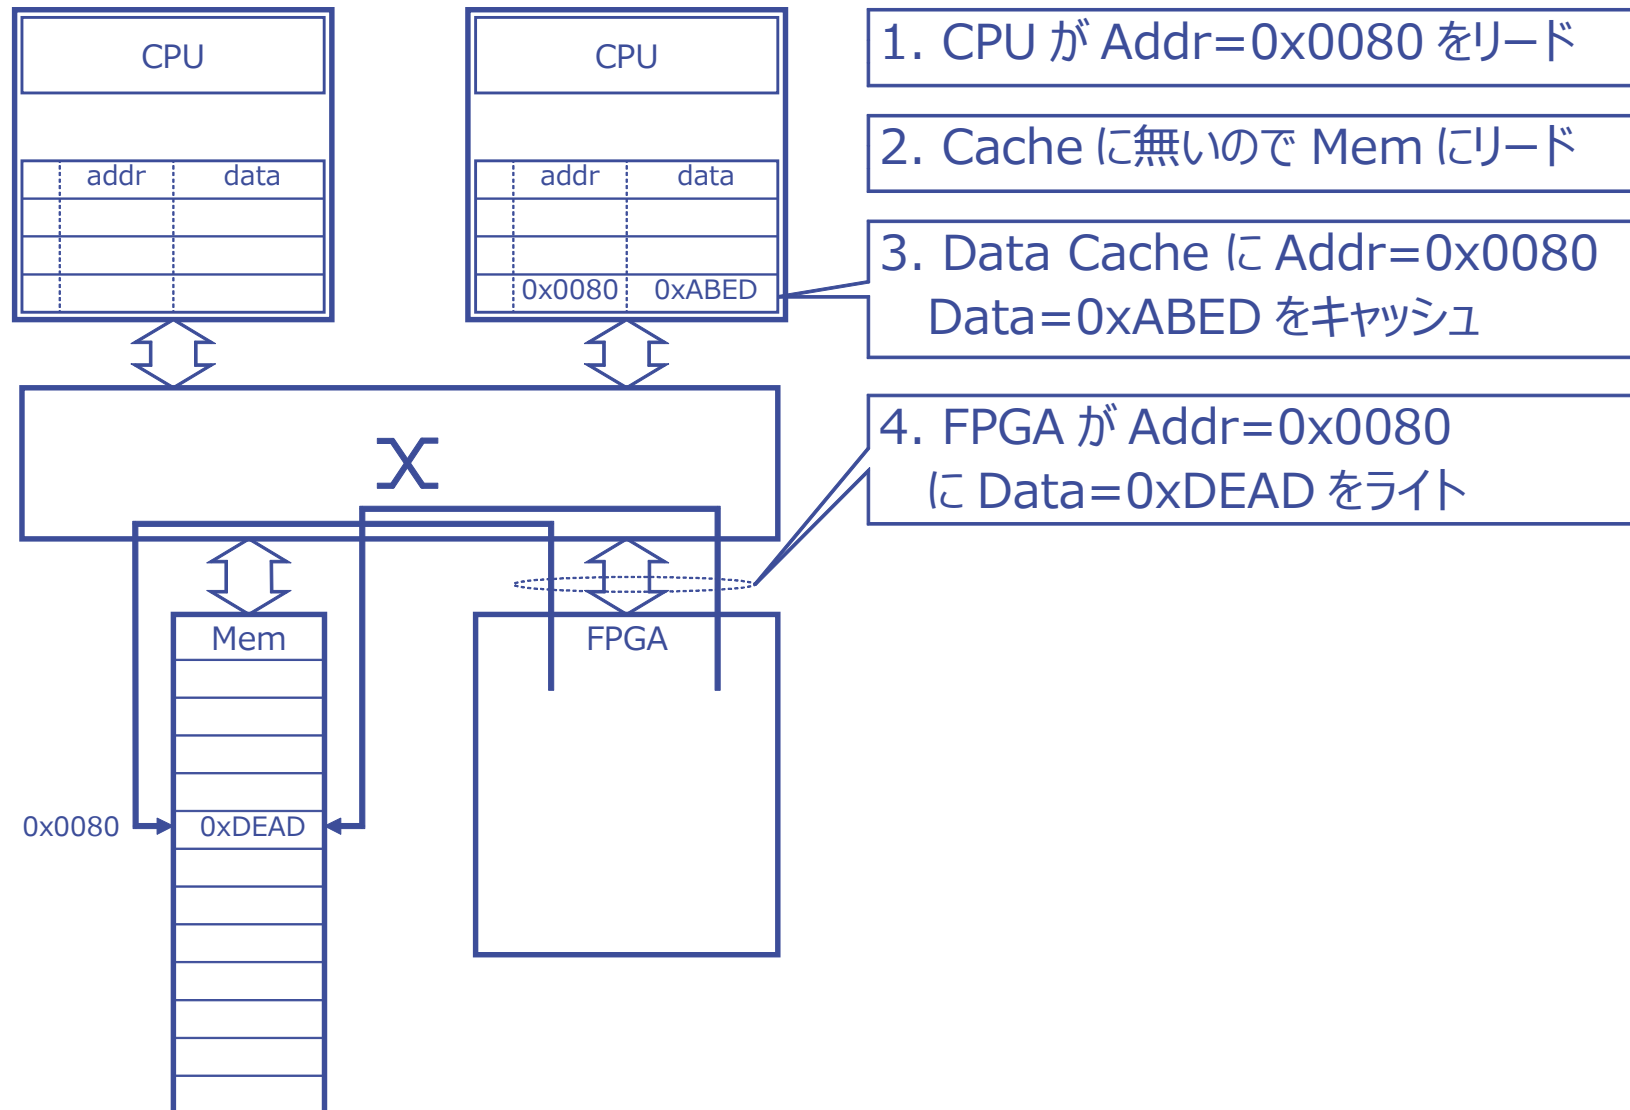 CPU
CPU
addr data
addr data
0x0080 0xABED
1. CPU が Addr=0x0080 をリード
2. Cache に無いので Mem にリード
3. Data Cache に Addr=0x0080
Data=0xABED をキャッシュ
4. FPGA が Addr=0x0080
に Data=0xDEAD をライト
Mem
FPGA
0x0080
0xDEAD